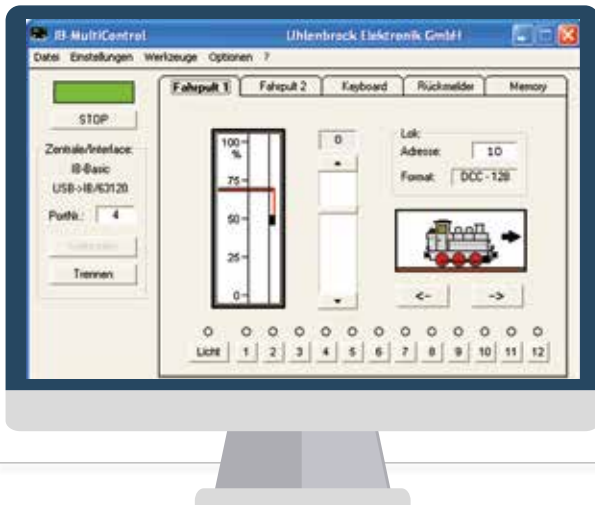 IB-MultiControl Uhlenbrock Elektronik GmbH
Datei Einstellungen Werkzeuge Optionen ?
Fahrpult 1 Fahrpult 2 Keyboard Rückmelder Memory
STOP
Zentrale/Interface:
IB-Basic
USB->IB/63120
PortNr.: 4
Trennen
100
%
75
50
25
0
0
Lok:
Adresse: 10
Format: DCC - 128
<- ->
Licht 1 2 3 4 5 6 7 8 9 10 11 12